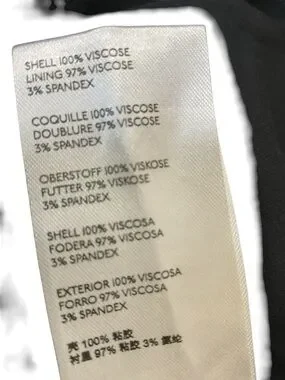 SHELL 100% VISCOSE
LINING 97% VISCOSE
3% SPANDEX
COQUILLE 100% VISCOSE
DOUBLURE 97% VISCOSE
3% SPANDEX
OBERSTOFF 100% VISKOSE
FUTTER 97% VISKOSE
3% SPANDEX
SHELL 100% VISCOSA
FODERA 97% VISCOSA
3% SPANDEX
EXTERIOR 100% VISCOSA
FORRO 97% VISCOSA
3% SPANDEX
壳 100% 粘胶
衬里 97% 粘胶 3% 氨纶